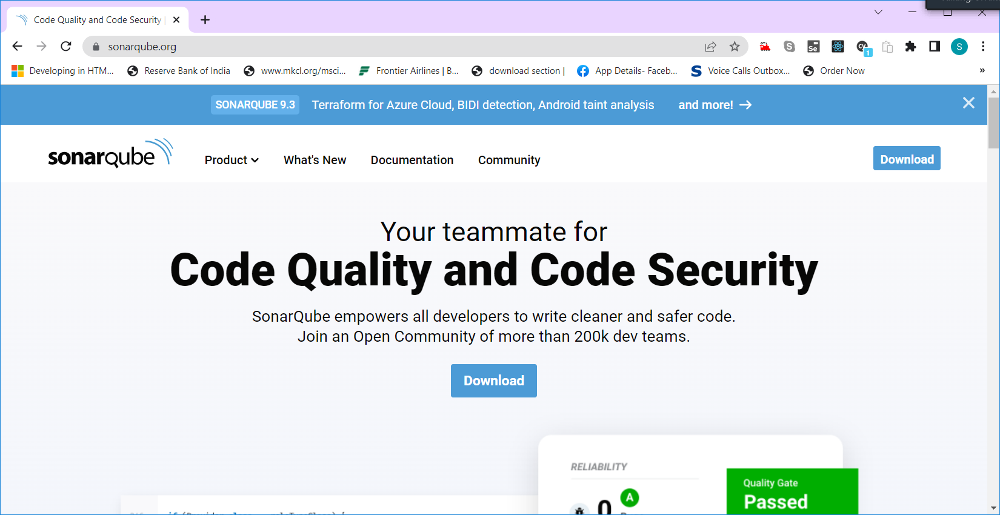 Code Quality and Code Security |
sonarqube.org
Se
cy
1
S
Developing in HTM...
Reserve Bank of India
www.mkcl.org/msci...
Frontier Airlines | B...
download section |
App Details- Faceb...
Voice Calls Outbox...
Order Now
»
SONARQUBE 9.3 Terraform for Azure Cloud, BIDI detection, Android taint analysis and more! →
sonarqube
Product What's New Documentation Community Download
Your teammate for
Code Quality and Code Security
SonarQube empowers all developers to write cleaner and safer code.
Join an Open Community of more than 200k dev teams.
Download
RELIABILITY
Quality Gate
Passed
A
0